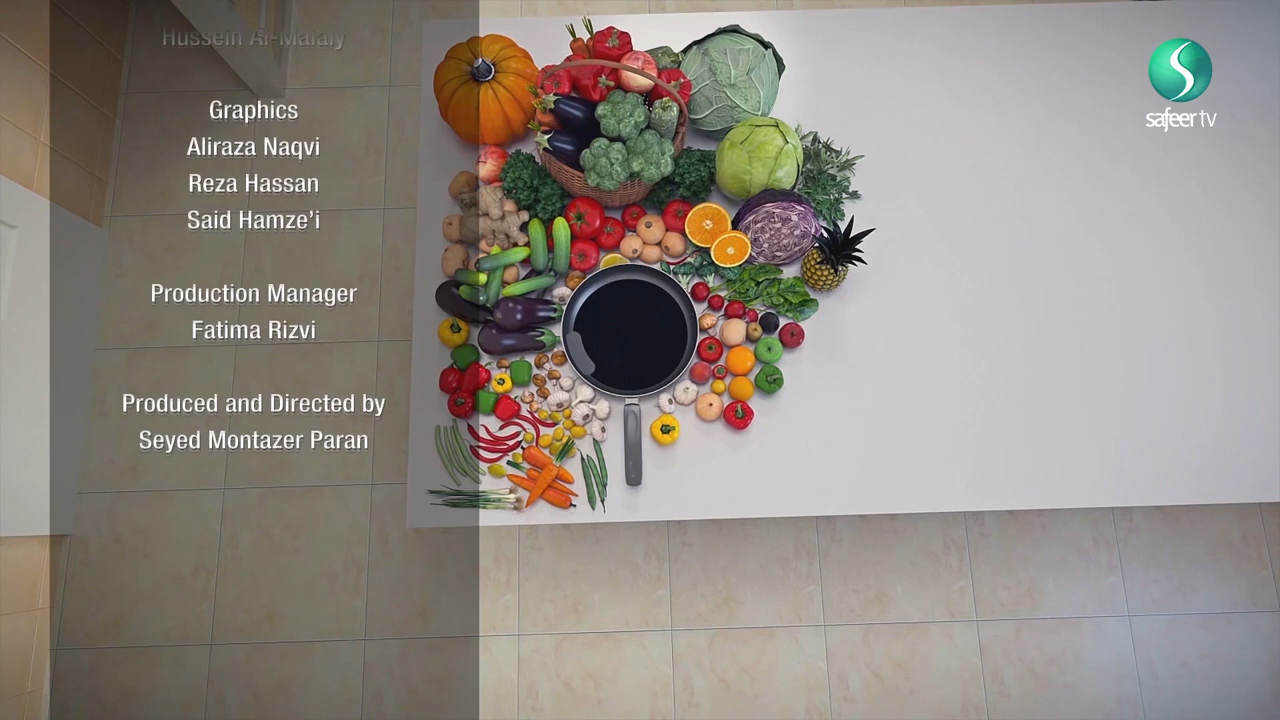 Hussein Al-Malaly
Graphics
Aliraza Naqvi
Reza Hassan
Said Hamze'i
Production Manager
Fatima Rizvi
Produced and Directed by
Seyed Montazer Paran
safeer tv